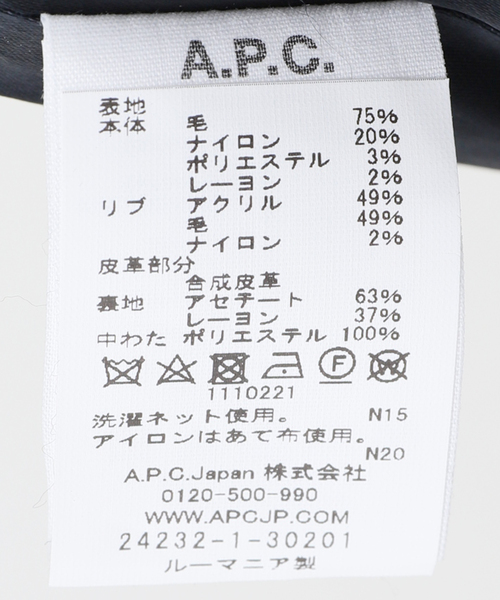 A.P.C.
表地
本体 毛 75%
ナイロン 20%
ポリエステル 3%
レーヨン 2%
リブ アクリル 49%
毛 49%
ナイロン 2%
皮革部分
合成皮革
裏地 アセテート 63%
レーヨン 37%
中わた ポリエステル 100%
F W
1110221
洗濯ネット使用。 N15
アイロンはあて布使用。
N20
A.P.C.Japan 株式会社
0120-500-990
WWW.APCJP.COM
24232-1-30201
ルーマニア製